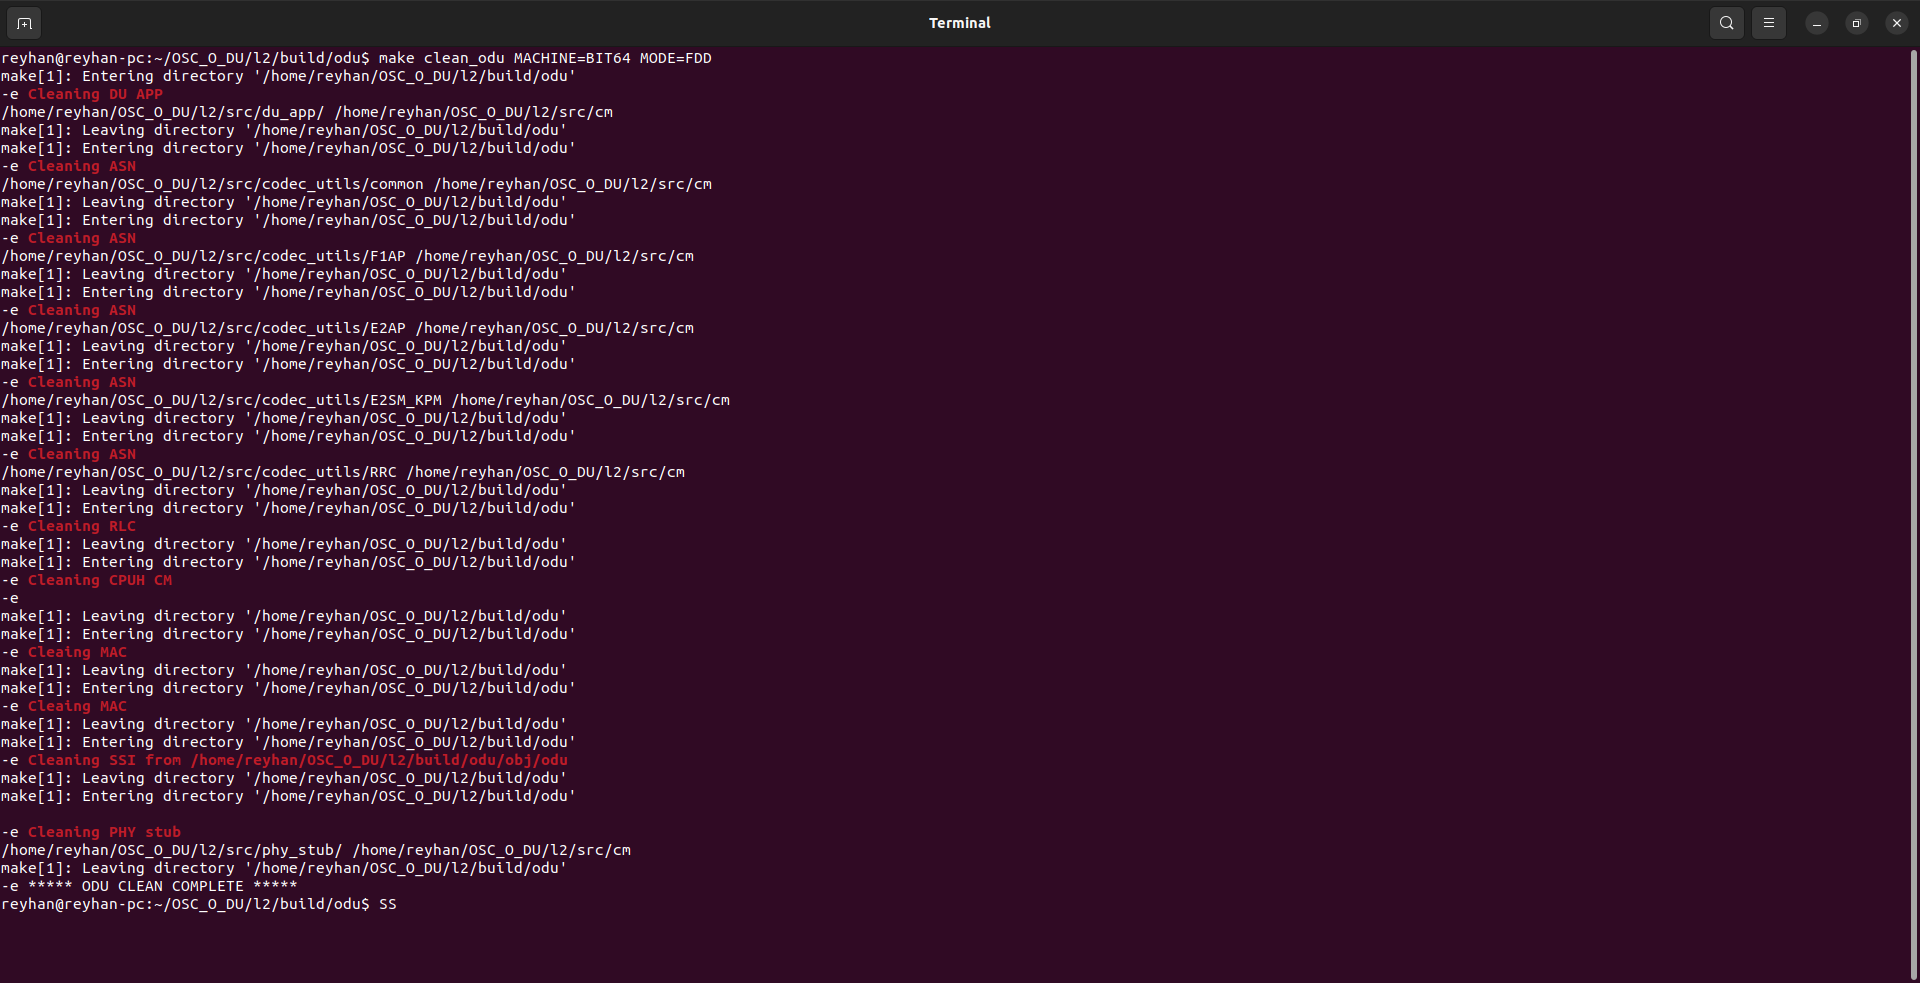 Terminal
reyhan@reyhan-pc:~/OSC_O_DU/l2/build/odu$ make clean_odu MACHINE=BIT64 MODE=FDD
make[1]: Entering directory '/home/reyhan/OSC_O_DU/l2/build/odu'
-e Cleaning DU APP
/home/reyhan/OSC_O_DU/l2/src/du_app/ /home/reyhan/OSC_O_DU/l2/src/cm
make[1]: Leaving directory '/home/reyhan/OSC_O_DU/l2/build/odu'
make[1]: Entering directory '/home/reyhan/OSC_O_DU/l2/build/odu'
-e Cleaning ASN
/home/reyhan/OSC_O_DU/l2/src/codec_utils/common /home/reyhan/OSC_O_DU/l2/src/cm
make[1]: Leaving directory '/home/reyhan/OSC_O_DU/l2/build/odu'
make[1]: Entering directory '/home/reyhan/OSC_O_DU/l2/build/odu'
-e Cleaning ASN
/home/reyhan/OSC_O_DU/l2/src/codec_utils/F1AP /home/reyhan/OSC_O_DU/l2/src/cm
make[1]: Leaving directory '/home/reyhan/OSC_O_DU/l2/build/odu'
make[1]: Entering directory '/home/reyhan/OSC_O_DU/l2/build/odu'
-e Cleaning ASN
/home/reyhan/OSC_O_DU/l2/src/codec_utils/E2AP /home/reyhan/OSC_O_DU/l2/src/cm
make[1]: Leaving directory '/home/reyhan/OSC_O_DU/l2/build/odu'
make[1]: Entering directory '/home/reyhan/OSC_O_DU/l2/build/odu'
-e Cleaning ASN
/home/reyhan/OSC_O_DU/l2/src/codec_utils/E2SM_KPM /home/reyhan/OSC_O_DU/l2/src/cm
make[1]: Leaving directory '/home/reyhan/OSC_O_DU/l2/build/odu'
make[1]: Entering directory '/home/reyhan/OSC_O_DU/l2/build/odu'
-e Cleaning ASN
/home/reyhan/OSC_O_DU/l2/src/codec_utils/RRC /home/reyhan/OSC_O_DU/l2/src/cm
make[1]: Leaving directory '/home/reyhan/OSC_O_DU/l2/build/odu'
make[1]: Entering directory '/home/reyhan/OSC_O_DU/l2/build/odu'
-e Cleaning RLC
make[1]: Leaving directory '/home/reyhan/OSC_O_DU/l2/build/odu'
make[1]: Entering directory '/home/reyhan/OSC_O_DU/l2/build/odu'
-e Cleaning CPUH CM
-e
make[1]: Leaving directory '/home/reyhan/OSC_O_DU/l2/build/odu'
make[1]: Entering directory '/home/reyhan/OSC_O_DU/l2/build/odu'
-e Cleaing MAC
make[1]: Leaving directory '/home/reyhan/OSC_O_DU/l2/build/odu'
make[1]: Entering directory '/home/reyhan/OSC_O_DU/l2/build/odu'
-e Cleaing MAC
make[1]: Leaving directory '/home/reyhan/OSC_O_DU/l2/build/odu'
make[1]: Entering directory '/home/reyhan/OSC_O_DU/l2/build/odu'
-e Cleaning SSI from /home/reyhan/OSC_O_DU/l2/build/odu/obj/odu
make[1]: Leaving directory '/home/reyhan/OSC_O_DU/l2/build/odu'
make[1]: Entering directory '/home/reyhan/OSC_O_DU/l2/build/odu'
-e Cleaning PHY stub
/home/reyhan/OSC_O_DU/l2/src/phy_stub/ /home/reyhan/OSC_O_DU/l2/src/cm
make[1]: Leaving directory '/home/reyhan/OSC_O_DU/l2/build/odu'
-e ***** ODU CLEAN COMPLETE *****
reyhan@reyhan-pc:~/OSC_O_DU/l2/build/odu$ SS